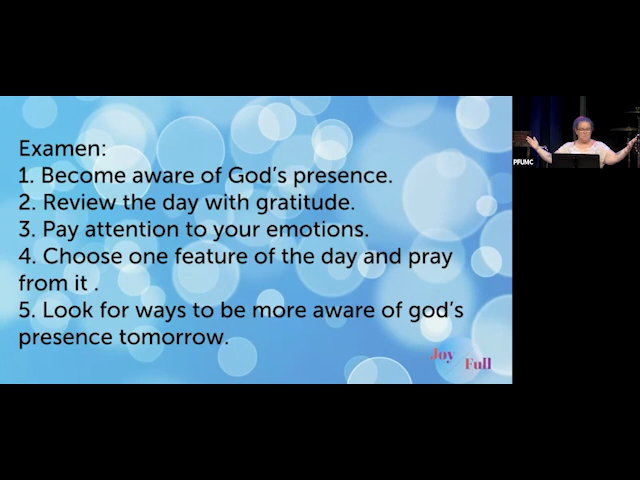 Examen:
1. Become aware of God's presence.
2. Review the day with gratitude.
3. Pay attention to your emotions.
4. Choose one feature of the day and pray
from it .
5. Look for ways to be more aware of god's
presence tomorrow.
Joy
Full
PFUMC